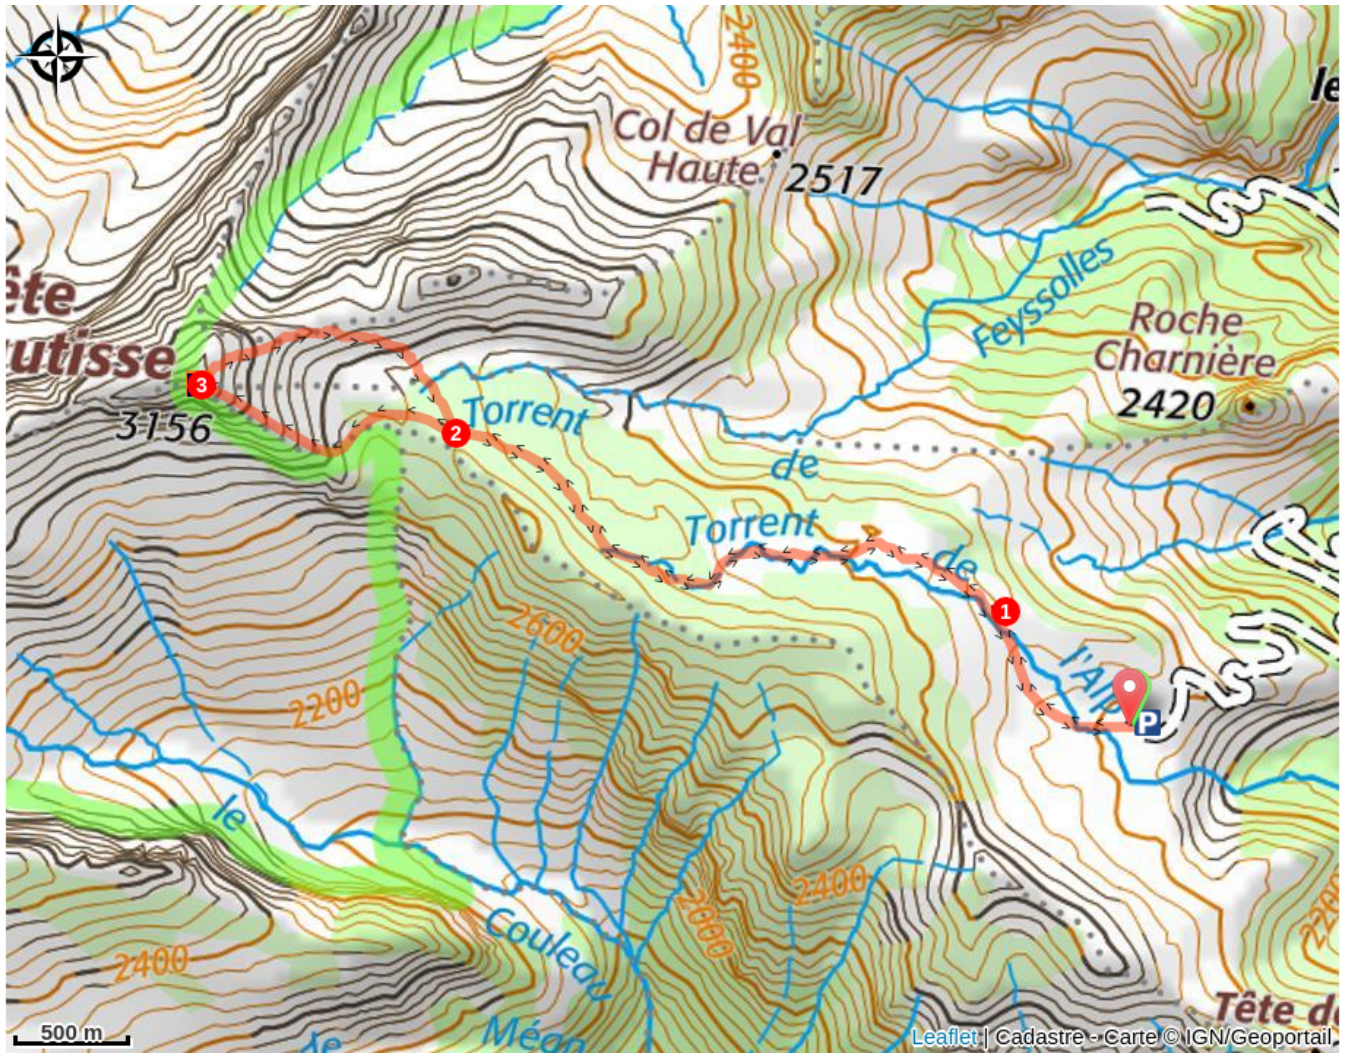 2400
Col de Val
Haute
2517
le
Feyssolles
Roche
Charnière
2420
ête
utisse
3
3156
2
Torrent
de
Torrent
de
1
l'Alp
P
2600
2200
le
2400
2000
2400
2200
Couleau
Méan
de
Tête de
500 m
Leaflet | Cadastre - Carte © IGN/Geoportail